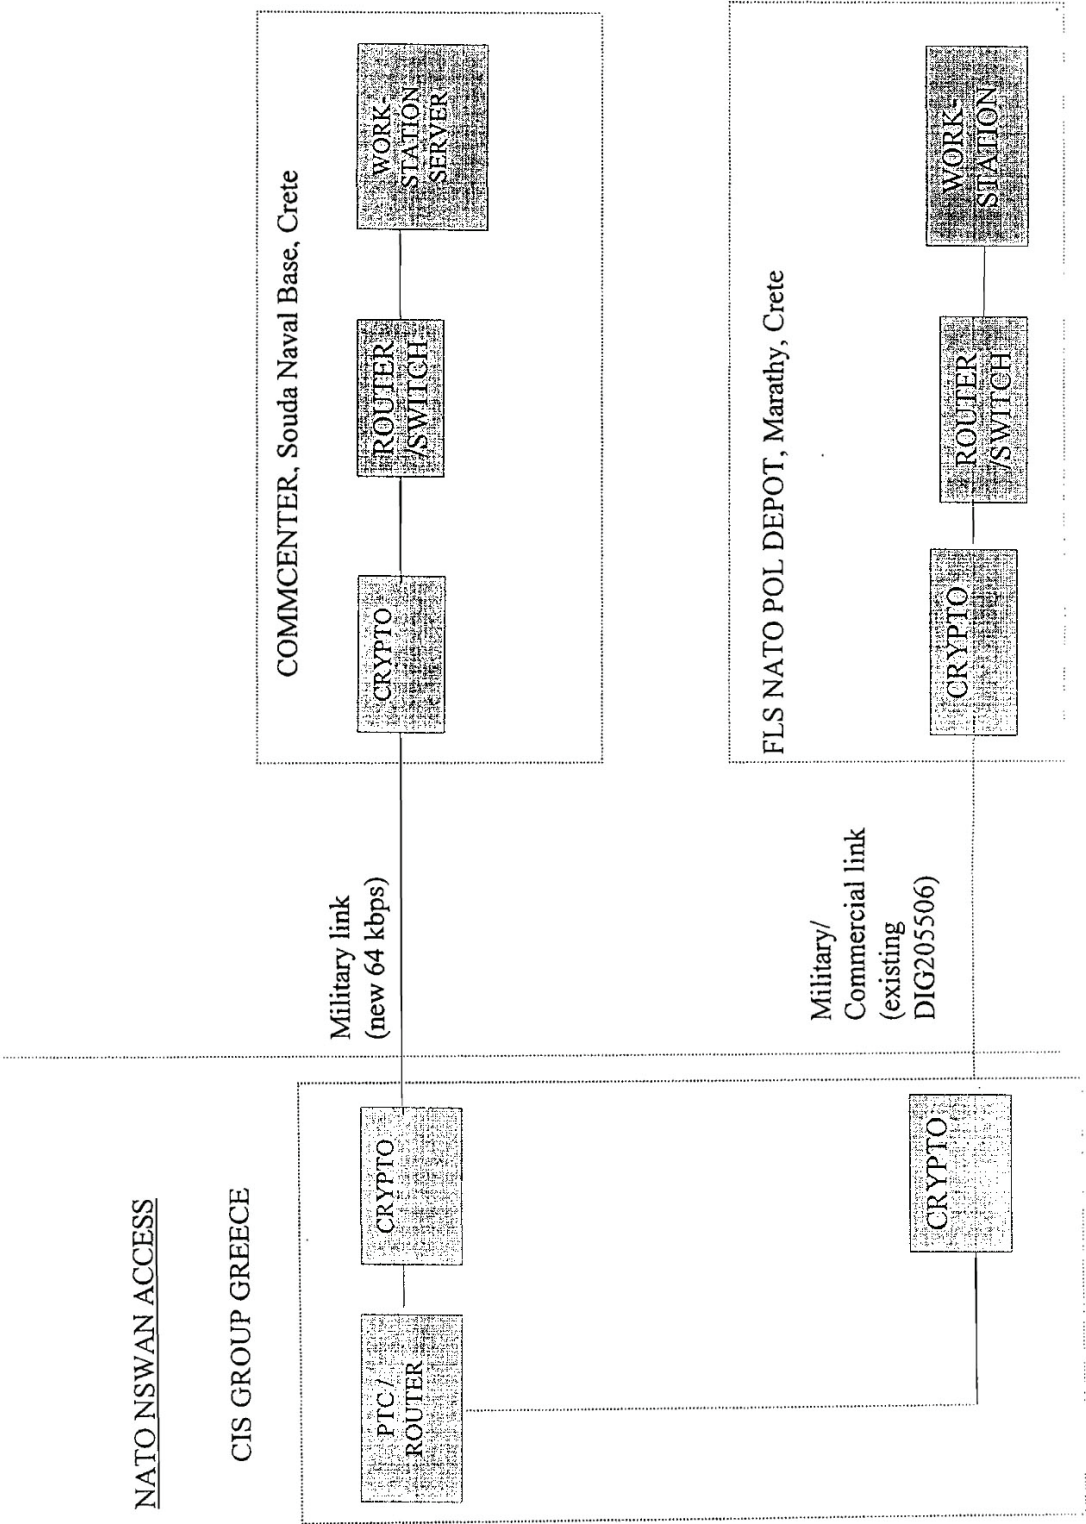 NATO NSWAN ACCESS
CIS GROUP GREECE
PTC /
ROUTER
CRYPTO
Military link
(new 64 kbps)
COMMCENTER, Souda Naval Base, Crete
CRYPTO
ROUTER
/SWITCH
WORK-
STATION
SERVER
CRYPTO
Military/
Commercial link
(existing
DIG205506)
FLS NATO POL DEPOT, Marathy, Crete
CRYPTO
ROUTER
/SWITCH
WORK-
STATION